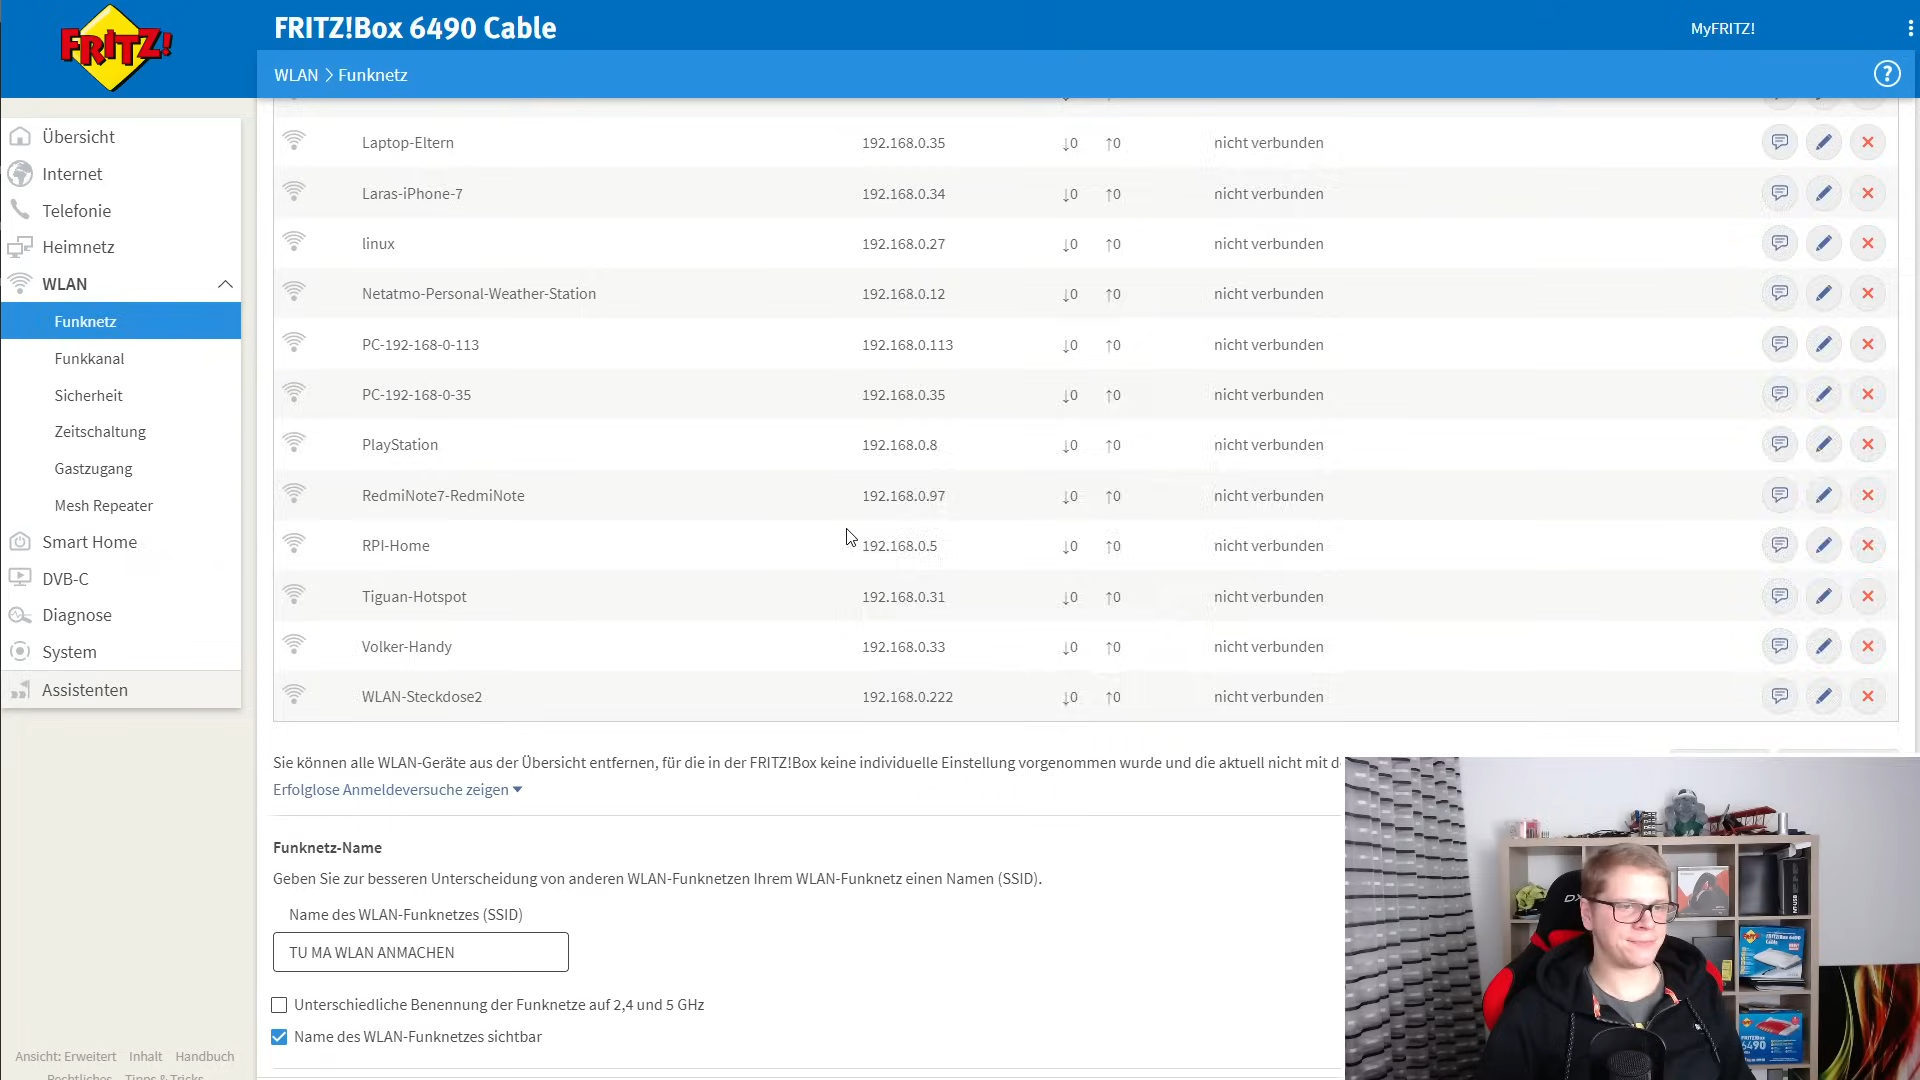 FRITZ!
FRITZ!Box 6490 Cable
MyFRITZ!
WLAN > Funknetz
?
Übersicht
Internet
Telefonie
Heimnetz
WLAN
Funknetz
Funkkanal
Sicherheit
Zeitschaltung
Gastzugang
Mesh Repeater
Smart Home
DVB-C
Diagnose
System
Assistenten
Ansicht: Erweitert Inhalt Handbuch
Rechtliches Tipps & Tricks
Laptop-Eltern 192.168.0.35 ↓0 ↑0 nicht verbunden
Laras-iPhone-7 192.168.0.34 ↓0 ↑0 nicht verbunden
linux 192.168.0.27 ↓0 ↑0 nicht verbunden
Netatmo-Personal-Weather-Station 192.168.0.12 ↓0 ↑0 nicht verbunden
PC-192-168-0-113 192.168.0.113 ↓0 ↑0 nicht verbunden
PC-192-168-0-35 192.168.0.35 ↓0 ↑0 nicht verbunden
PlayStation 192.168.0.8 ↓0 ↑0 nicht verbunden
RedmiNote7-RedmiNote 192.168.0.97 ↓0 ↑0 nicht verbunden
RPI-Home 192.168.0.5 ↓0 ↑0 nicht verbunden
Tiguan-Hotspot 192.168.0.31 ↓0 ↑0 nicht verbunden
Volker-Handy 192.168.0.33 ↓0 ↑0 nicht verbunden
WLAN-Steckdose2 192.168.0.222 ↓0 ↑0 nicht verbunden
Sie können alle WLAN-Geräte aus der Übersicht entfernen, für die in der FRITZ!Box keine individuelle Einstellung vorgenommen wurde und die aktuell nicht mit
Erfolglose Anmeldeversuche zeigen
Funknetz-Name
Geben Sie zur besseren Unterscheidung von anderen WLAN-Funknetzen Ihrem WLAN-Funknetz einen Namen (SSID).
Name des WLAN-Funknetzes (SSID)
TU MA WLAN ANMACHEN
Unterschiedliche Benennung der Funknetze auf 2,4 und 5 GHz
Name des WLAN-Funknetzes sichtbar
FRITZ!Box 6490
Cable
6490